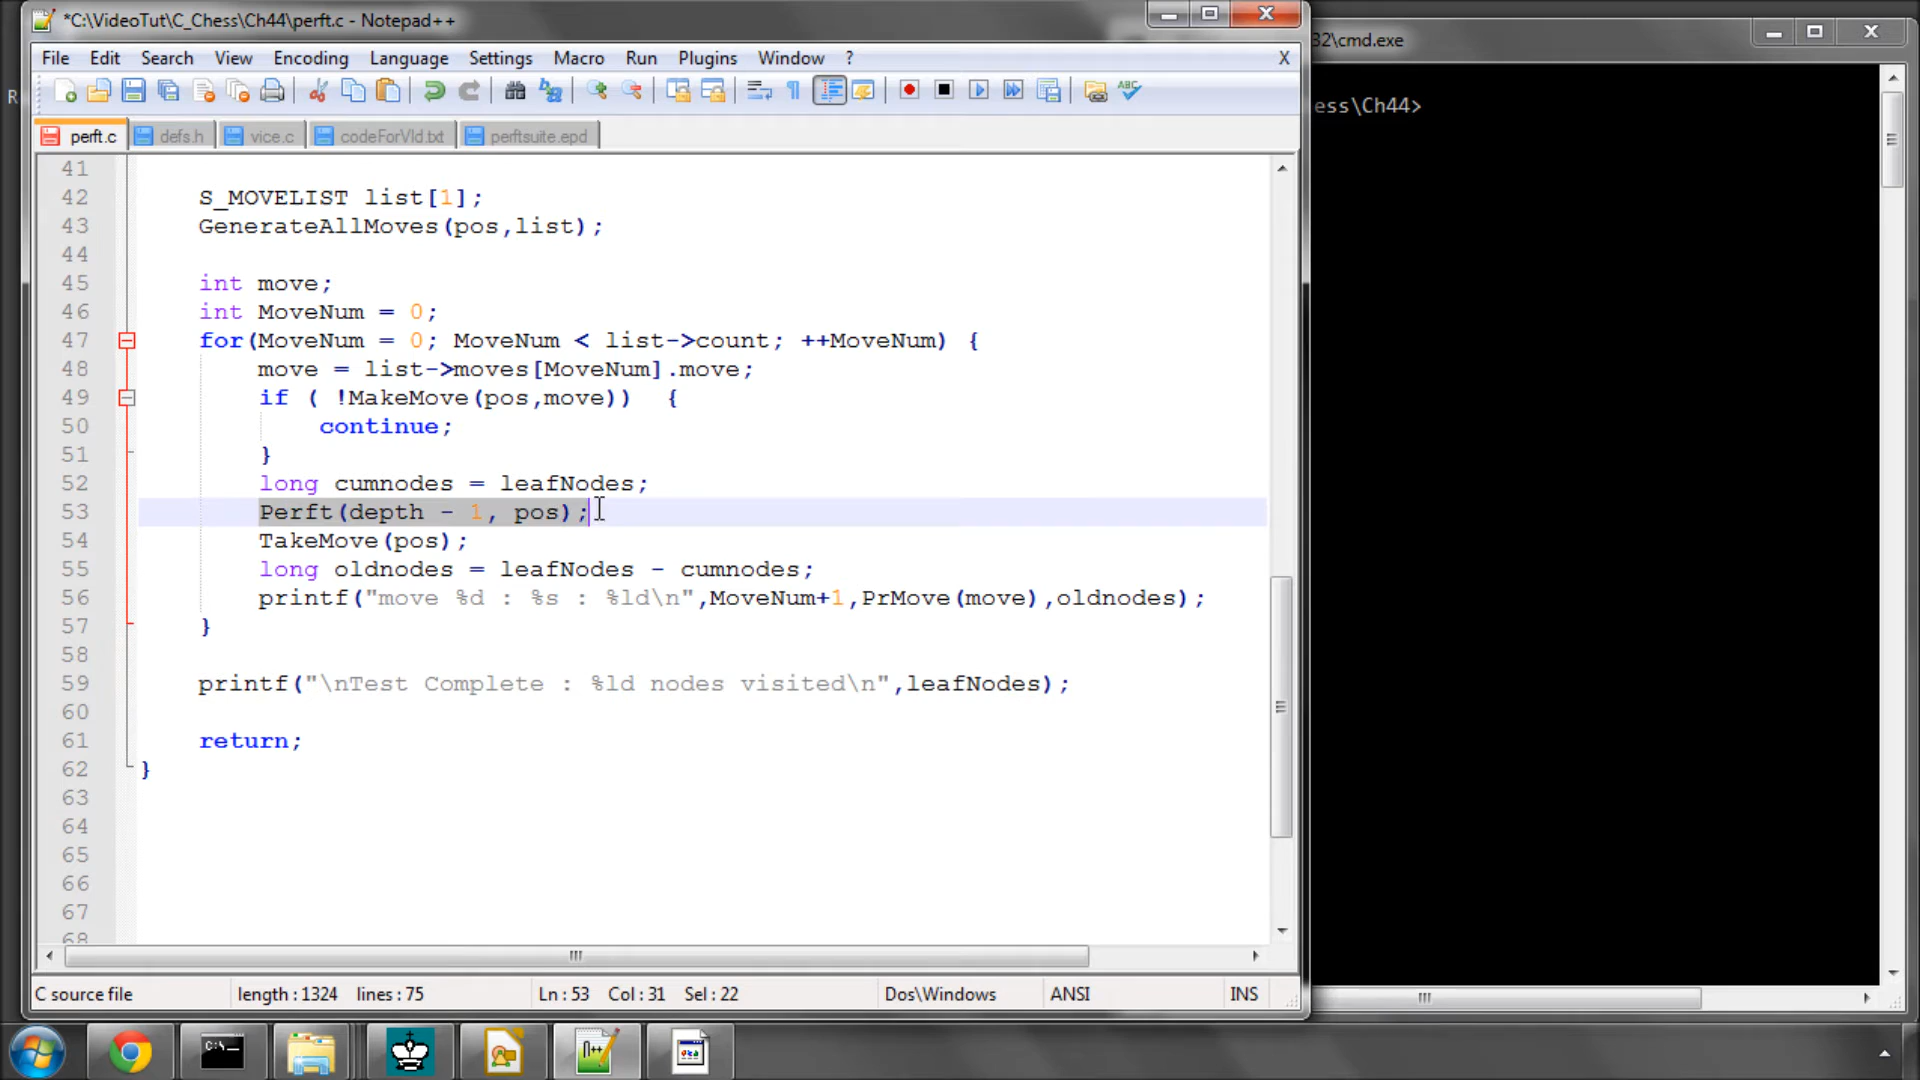 *C:\VideoTut\C_Chess\Ch44\perft.c - Notepad++
32\cmd.exe
File Edit Search View Encoding Language Settings Macro Run Plugins Window ? X
R
ess\Ch44>
perft.c defs.h vice.c codeForVid.txt perftsuite.epd
41
42 S_MOVELIST list[1];
43 GenerateAllMoves(pos,list);
44
45 int move;
46 int MoveNum = 0;
47 for(MoveNum = 0; MoveNum < list->count; ++MoveNum) {
48 move = list->moves[MoveNum].move;
49 if ( !MakeMove(pos,move))  {
50 continue;
51 }
52 long cumnodes = leafNodes;
53 Perft(depth - 1, pos);
54 TakeMove(pos);
55 long oldnodes = leafNodes - cumnodes;
56 printf("move %d : %s : %ld\n",MoveNum+1,PrMove(move),oldnodes);
57 }
58
59 printf("\nTest Complete : %ld nodes visited\n",leafNodes);
60
61 return;
62 }
63
64
65
66
67
68
C source file length : 1324 lines : 75 Ln : 53 Col : 31 Sel : 22 Dos\Windows ANSI INS